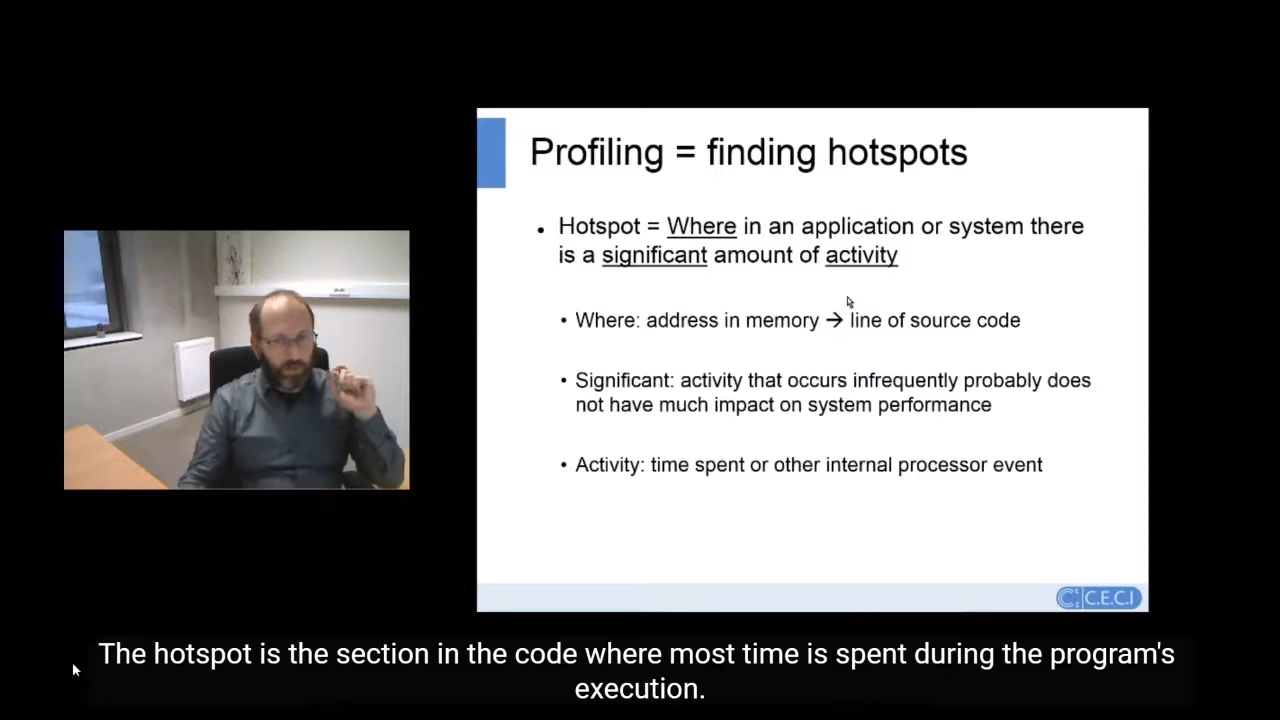 Profiling = finding hotspots
• Hotspot = Where in an application or system there
is a significant amount of activity
• Where: address in memory → line of source code
• Significant: activity that occurs infrequently probably does
not have much impact on system performance
• Activity: time spent or other internal processor event
C.E.C.I
The hotspot is the section in the code where most time is spent during the program's
execution.